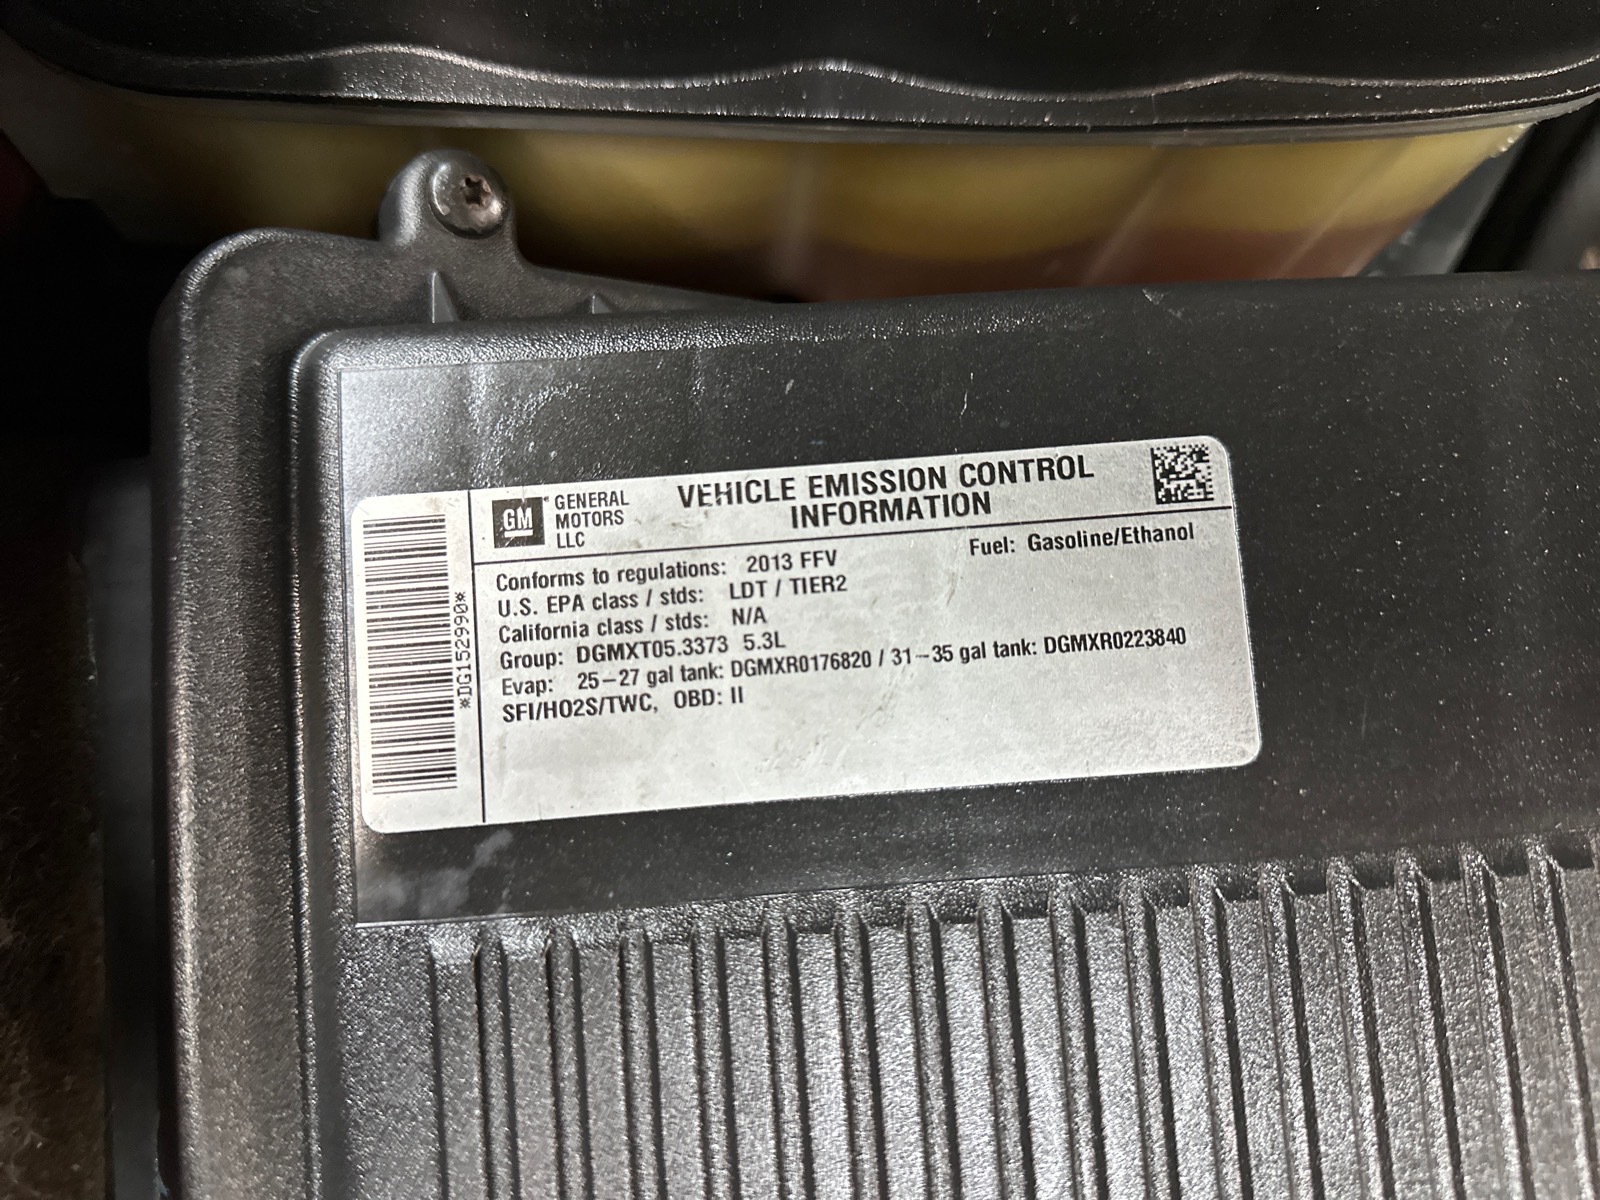 GM GENERAL MOTORS LLC
VEHICLE EMISSION CONTROL
INFORMATION
Fuel: Gasoline/Ethanol
Conforms to regulations: 2013 FFV
U.S. EPA class / stds: LDT / TIER2
California class / stds: N/A
Group: DGMXT05.3373 5.3L
Evap: 25–27 gal tank: DGMXR0176820 / 31–35 gal tank: DGMXR0223840
SFI/HO2S/TWC, OBD: II
*DG152990*